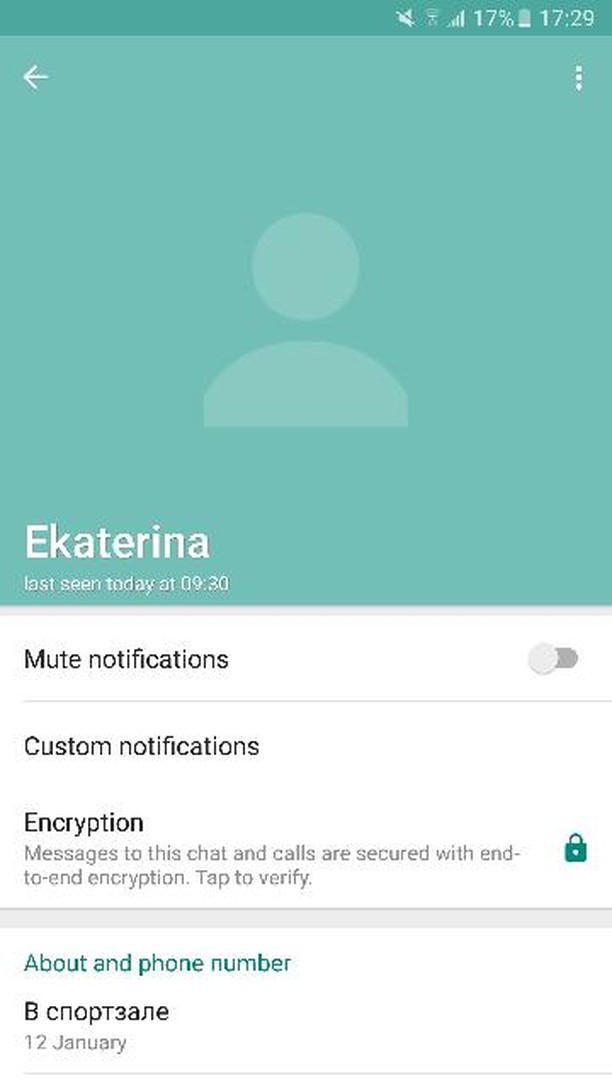 17% 17:29
Ekaterina
last seen today at 09:30
Mute notifications
Custom notifications
Encryption
Messages to this chat and calls are secured with end-
to-end encryption. Tap to verify.
About and phone number
В спортзале
12 January